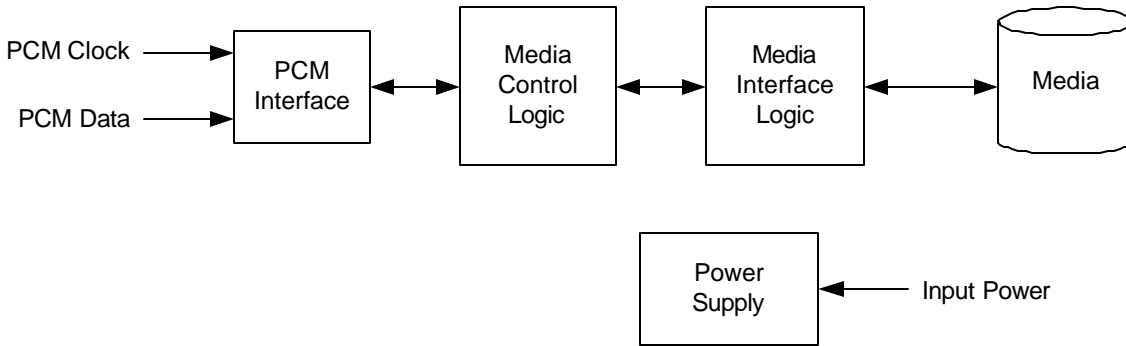 PCM Clock
PCM Data
PCM
Interface
Media
Control
Logic
Media
Interface
Logic
Media
Power
Supply
Input Power